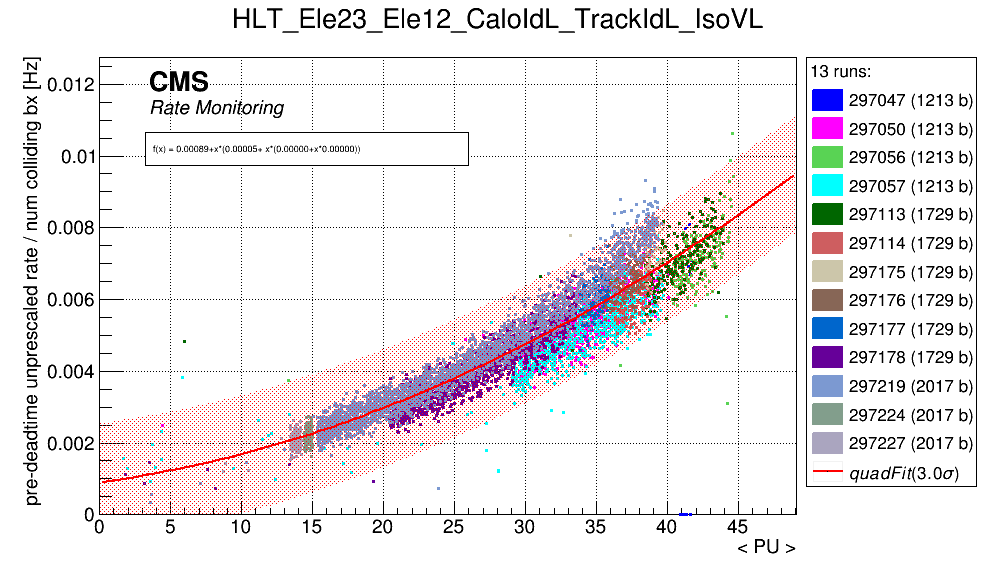 HLT_Ele23_Ele12_CaloIdL_TrackIdL_IsoVL
pre-deadtime unprescaled rate / num colliding bx [Hz]
0.012
0.01
0.008
0.006
0.004
0.002
0
CMS
Rate Monitoring
f(x) = 0.00089+x*(0.00005+ x*(0.00000+x*0.00000))
0 5 10 15 20 25 30 35 40 45
< PU >
13 runs:
297047 (1213 b)
297050 (1213 b)
297056 (1213 b)
297057 (1213 b)
297113 (1729 b)
297114 (1729 b)
297175 (1729 b)
297176 (1729 b)
297177 (1729 b)
297178 (1729 b)
297219 (2017 b)
297224 (2017 b)
297227 (2017 b)
quadFit(3.0σ)